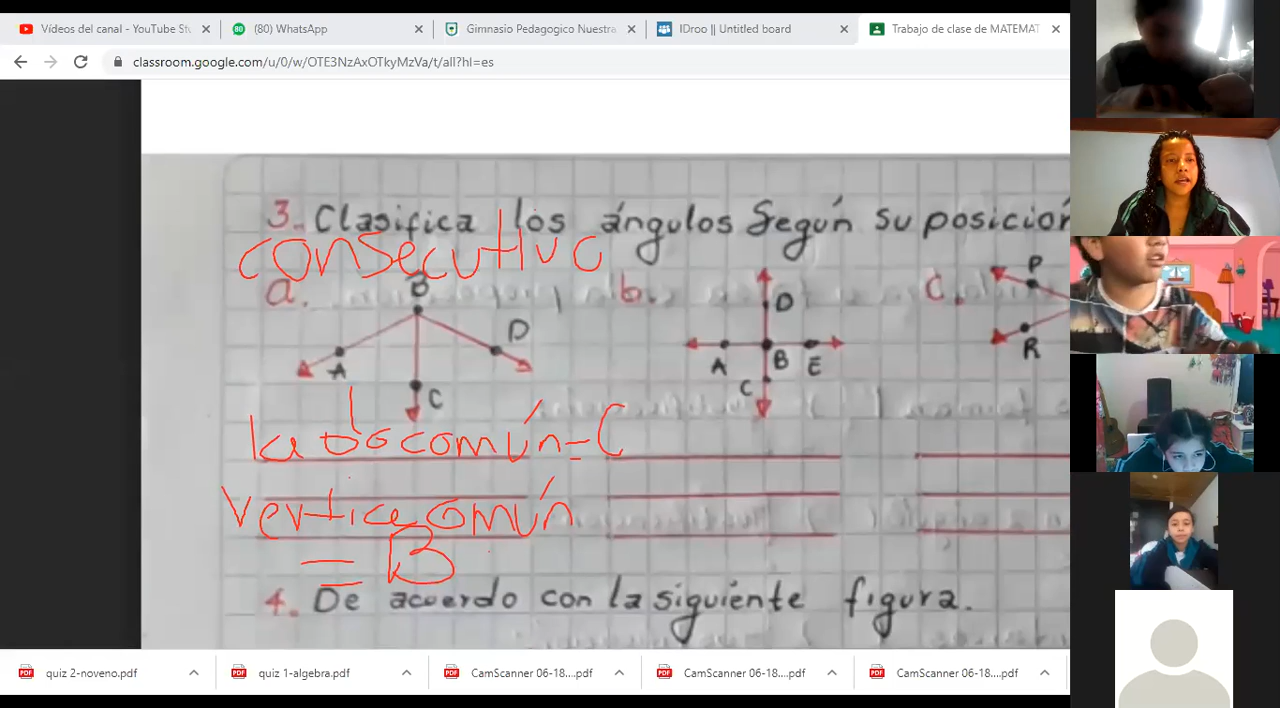 Vídeos del canal - YouTube St
(80) WhatsApp
Gimnasio Pedagogico Nuestra
IDroo || Untitled board
Trabajo de clase de MATEMAT
classroom.google.com/u/0/w/OTE3NzAxOTkyMzVa/t/all?hl=es
3. Clasifica los ángulos Según su posición
consecutivo
a. B A C D
b. D A B E C
c. P R
lado común = C
vertice común
= B
4. De acuerdo con la siguiente figura.
quiz 2-noveno.pdf
quiz 1-algebra.pdf
CamScanner 06-18....pdf
CamScanner 06-18....pdf
CamScanner 06-18....pdf